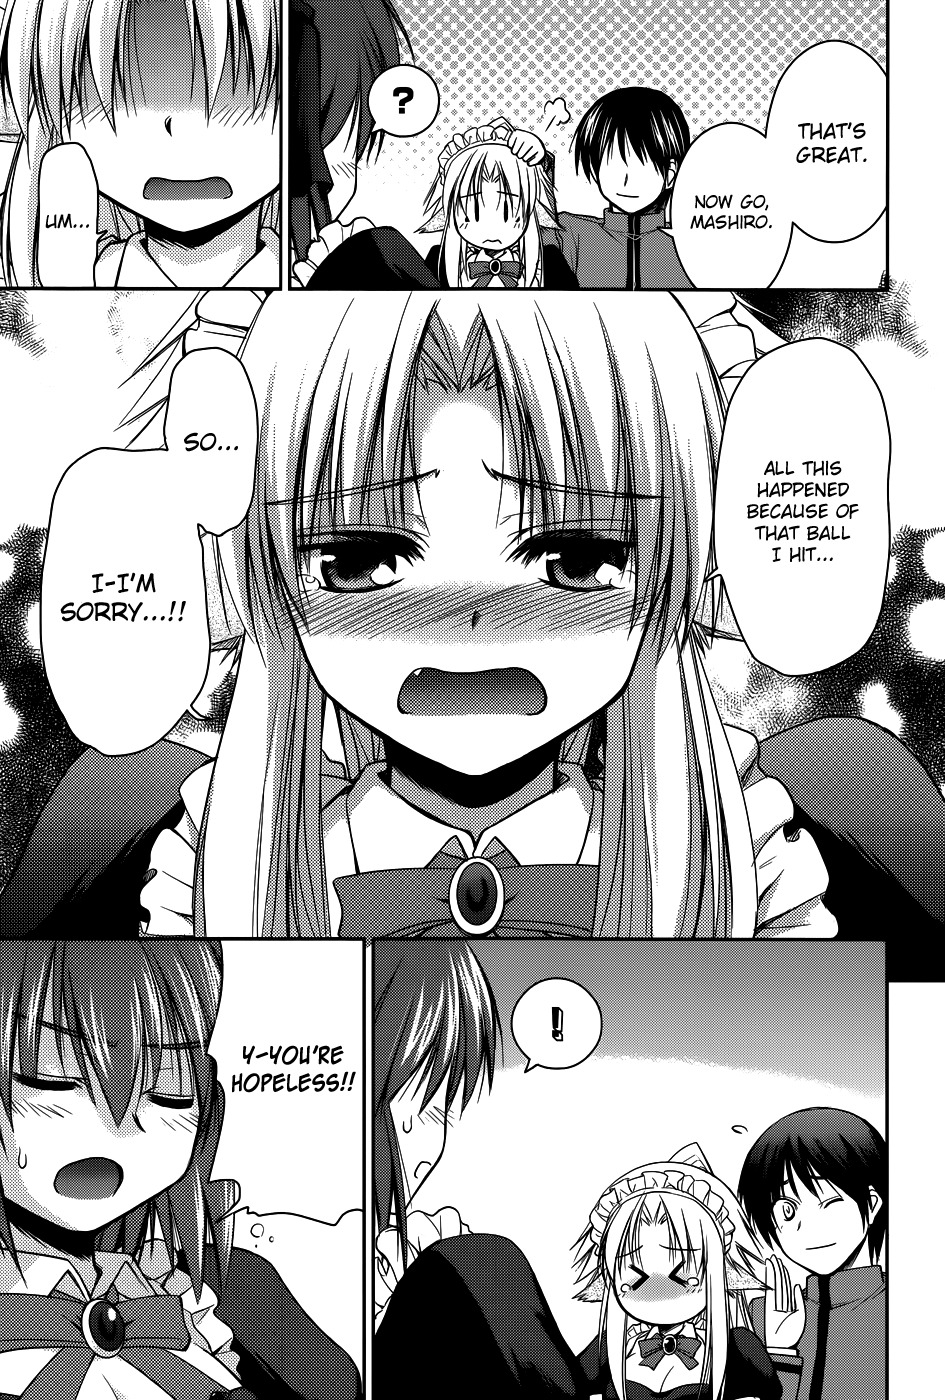 THAT'S
GREAT.
NOW GO,
MASHIRO.
?
UM...
ALL THIS
HAPPENED
BECAUSE OF
THAT BALL
I HIT...
SO...
I-I'M
SORRY...!!
!
Y-YOU'RE
HOPELESS!!